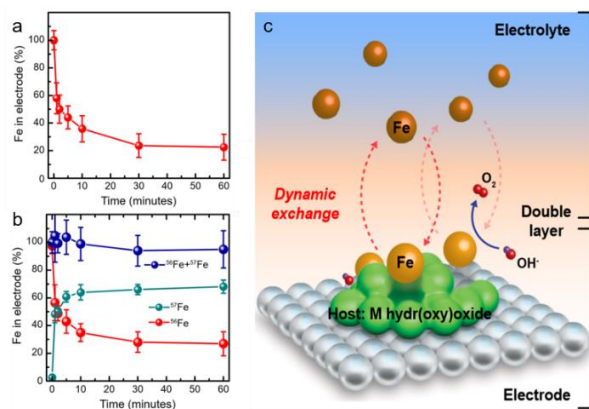 a
Fe in electrode (%)
100
80
60
40
20
0
0 10 20 30 40 50 60
Time (minutes)
b
Fe in electrode (%)
120
100
80
60
40
20
0
⁵⁶Fe+⁵⁷Fe
⁵⁷Fe
⁵⁶Fe
0 10 20 30 40 50 60
Time (minutes)
c
Electrolyte
Fe
Dynamic
exchange
O₂
Double
layer
OH⁻
Fe
Host: M hydr(oxy)oxide
Electrode